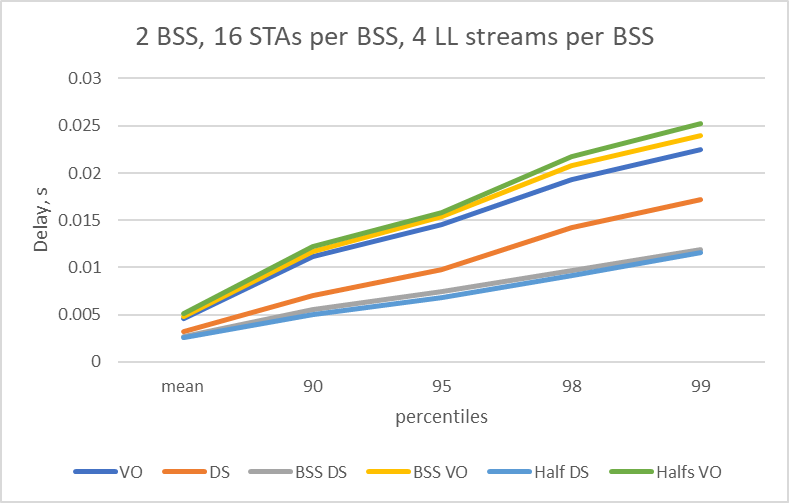 2 BSS, 16 STAs per BSS, 4 LL streams per BSS
0.03
0.025
0.02
0.015
0.01
0.005
0
Delay, s
mean 90 95 98 99
percentiles
VO DS BSS DS BSS VO Half DS Halfs VO